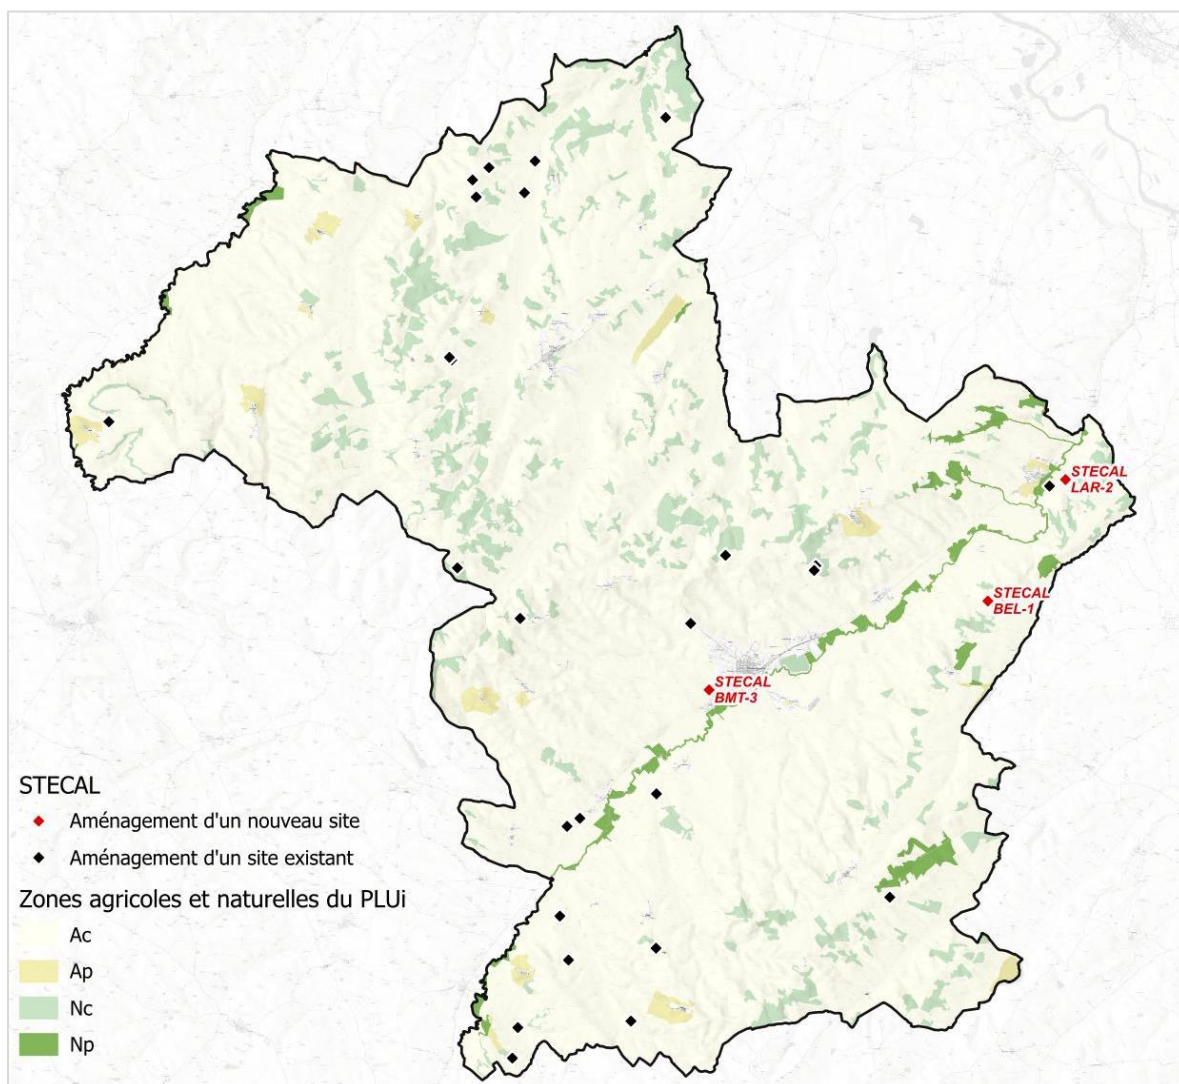 STECAL
LAR-2
STECAL
BEL-1
STECAL
BMT-3
STECAL
Aménagement d'un nouveau site
Aménagement d'un site existant
Zones agricoles et naturelles du PLUi
Ac
Ap
Nc
Np